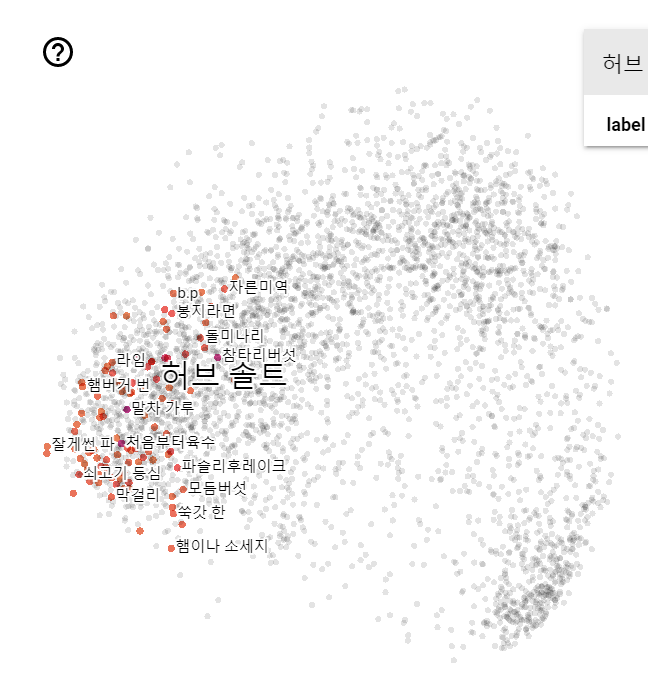 허브
label
자른미역
b.p
봉지라면
돌미나리
참타리버섯
라임
허브 솔트
햄버거 번
말차 가루
잘게썬 파
처음부터육수
파슬리후레이크
쇠고기 등심
모듬버섯
막걸리
쑥갓 한
햄이나 소세지